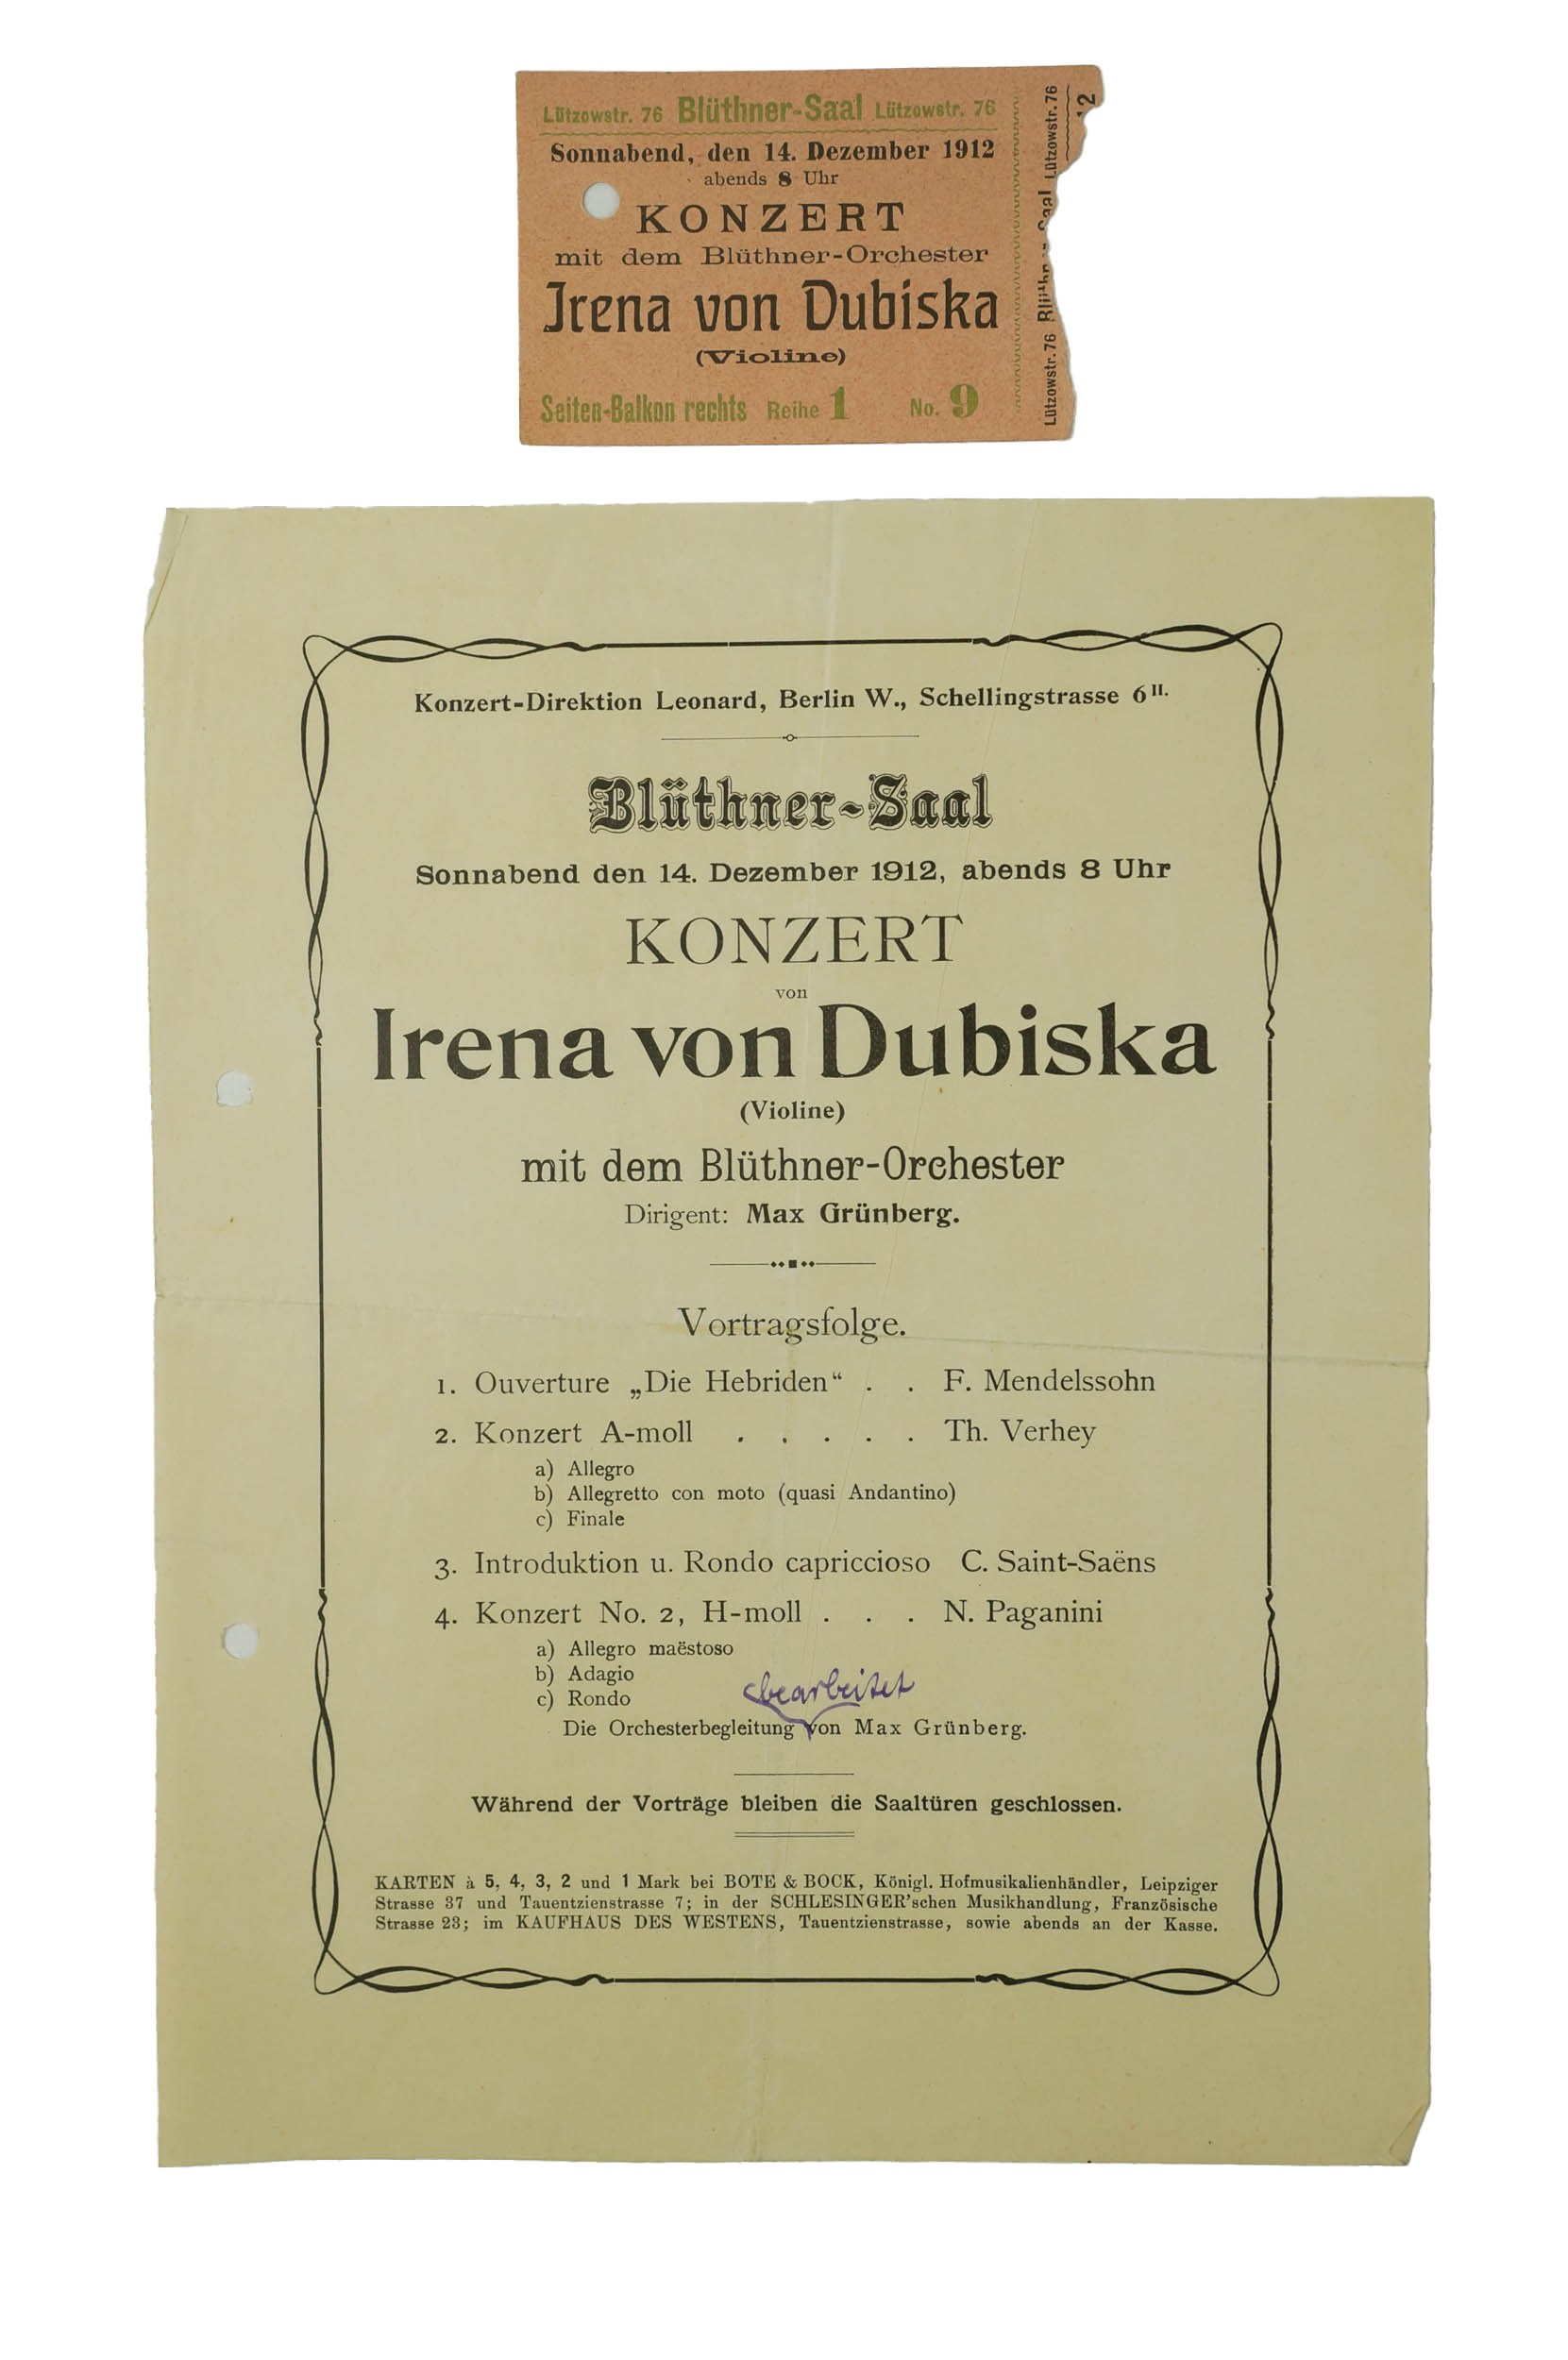 Lützowstr. 76 Blüthner-Saal Lützowstr. 76
Sonnabend, den 14. Dezember 1912
abends 8 Uhr
KONZERT
mit dem Blüthner-Orchester
Irena von Dubiska
(Violine)
Seiten-Balkon rechts Reihe 1 No. 9
Lützowstr. 76 Lützowstr. 76
Konzert-Direktion Leonard, Berlin W., Schellingstrasse 6 II.
Blüthner-Saal
Sonnabend den 14. Dezember 1912, abends 8 Uhr
KONZERT
von
Irena von Dubiska
(Violine)
mit dem Blüthner-Orchester
Dirigent: Max Grünberg.
Vortragsfolge.
1. Ouverture „Die Hebriden“ . . F. Mendelssohn
2. Konzert A-moll . . . . . Th. Verhey
a) Allegro
b) Allegretto con moto (quasi Andantino)
c) Finale
3. Introduktion u. Rondo capriccioso C. Saint-Saëns
4. Konzert No. 2, H-moll . . . N. Paganini
a) Allegro maëstoso
b) Adagio
c) Rondo
bearbeitet
Die Orchesterbegleitung von Max Grünberg.
Während der Vorträge bleiben die Saaltüren geschlossen.
KARTEN à 5, 4, 3, 2 und 1 Mark bei BOTE & BOCK, Königl. Hofmusikalienhändler, Leipziger
Strasse 37 und Tauentzienstrasse 7; in der SCHLESINGER’schen Musikhandlung, Französische
Strasse 23; im KAUFHAUS DES WESTENS, Tauentzienstrasse, sowie abends an der Kasse.